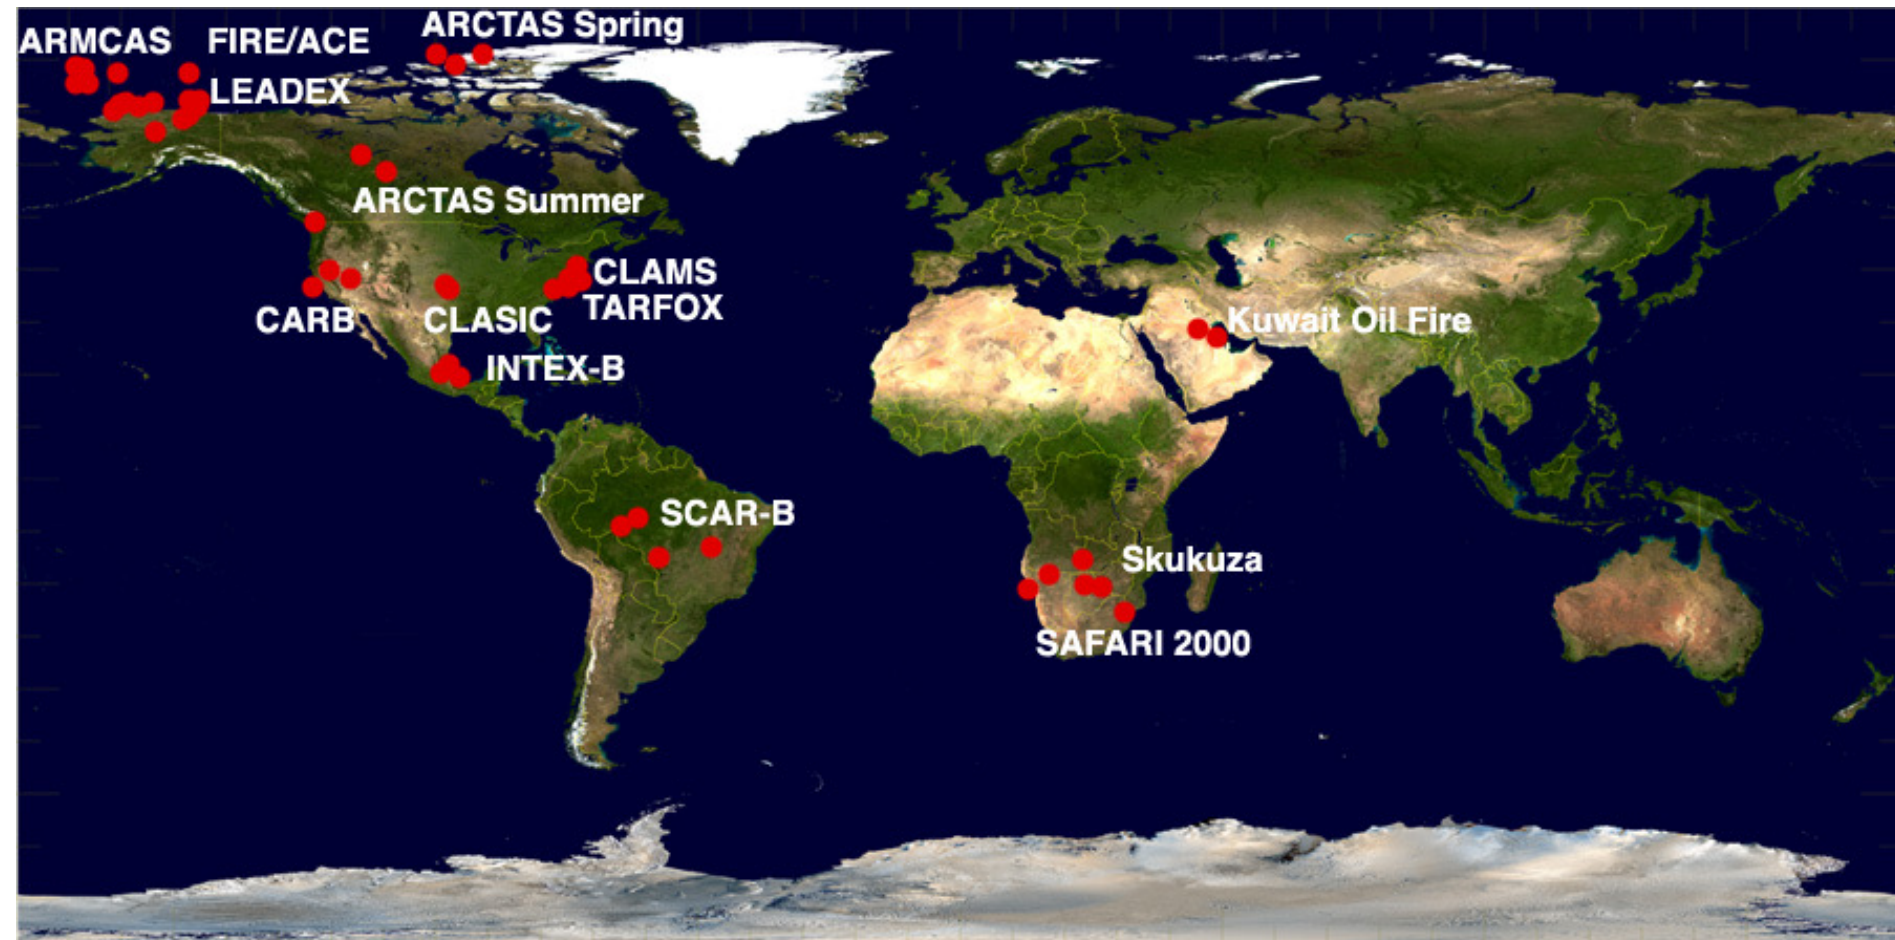 ARCTAS Spring
ARMCAS
FIRE/ACE
LEADEX
ARCTAS Summer
CLAMS
TARFOX
CARB
CLASIC
Kuwait Oil Fire
INTEX-B
SCAR-B
Skukuza
SAFARI 2000